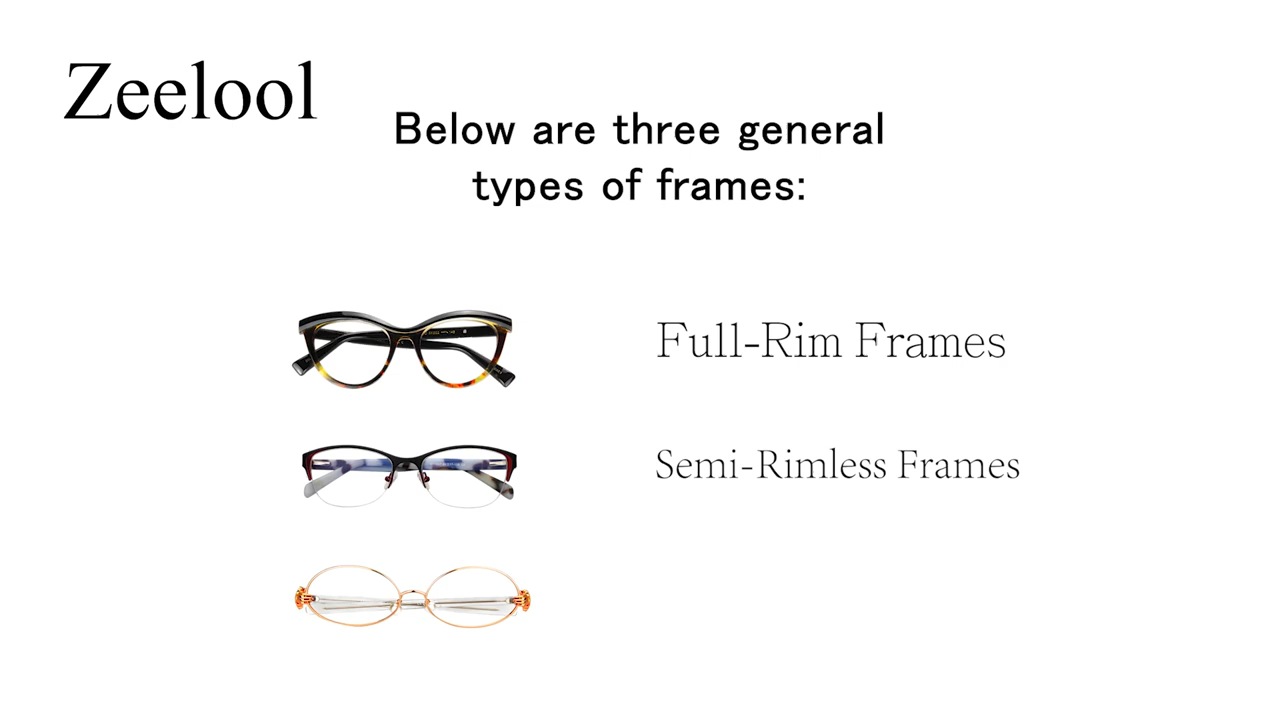 Zeelool
Below are three general
types of frames:
Full-Rim Frames
Semi-Rimless Frames